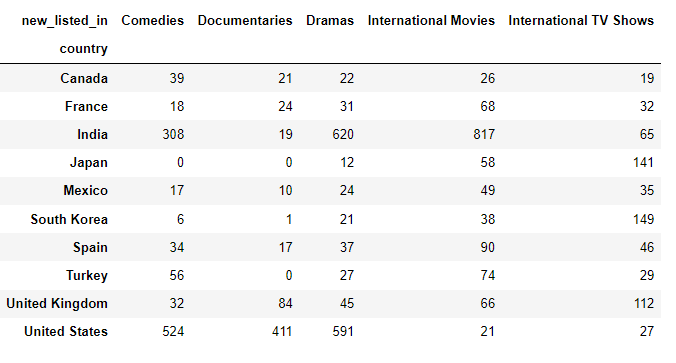 new_listed_in Comedies Documentaries Dramas International Movies International TV Shows
country
Canada 39 21 22 26 19
France 18 24 31 68 32
India 308 19 620 817 65
Japan 0 0 12 58 141
Mexico 17 10 24 49 35
South Korea 6 1 21 38 149
Spain 34 17 37 90 46
Turkey 56 0 27 74 29
United Kingdom 32 84 45 66 112
United States 524 411 591 21 27